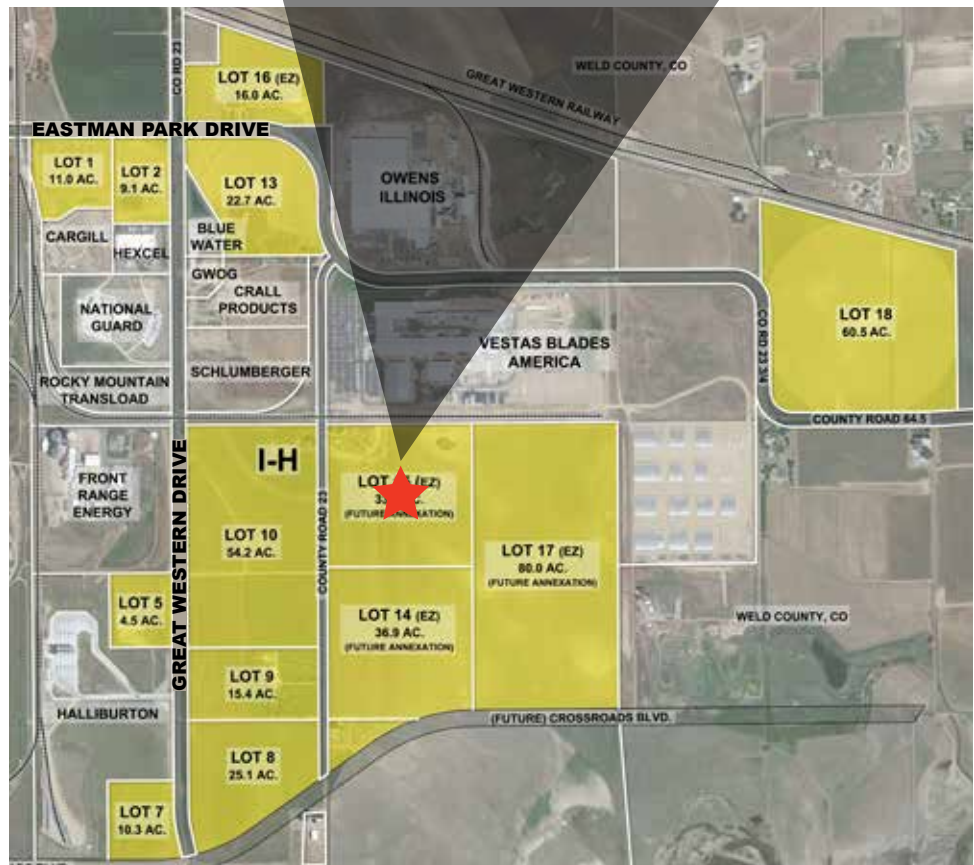 WELD COUNTY, CO
GREAT WESTERN RAILWAY
CO RD 23
LOT 16 (EZ)
16.0 AC.
EASTMAN PARK DRIVE
LOT 1
11.0 AC.
LOT 2
9.1 AC.
LOT 13
22.7 AC.
OWENS
ILLINOIS
CARGILL
HEXCEL
BLUE
WATER
GWOG
CRALL
PRODUCTS
NATIONAL
GUARD
SCHLUMBERGER
VESTAS BLADES
AMERICA
CO RD 23 3/4
LOT 18
60.5 AC.
ROCKY MOUNTAIN
TRANSLOAD
COUNTY ROAD 64.5
FRONT
RANGE
ENERGY
GREAT WESTERN DRIVE
I-H
LOT 10
54.2 AC.
COUNTY ROAD 23
LOT (EZ)
(FUTURE ANNEXATION)
LOT 17 (EZ)
80.0 AC.
(FUTURE ANNEXATION)
LOT 5
4.5 AC.
LOT 14 (EZ)
36.9 AC.
(FUTURE ANNEXATION)
WELD COUNTY, CO
LOT 9
15.4 AC.
HALLIBURTON
(FUTURE) CROSSROADS BLVD.
LOT 8
25.1 AC.
LOT 7
10.3 AC.